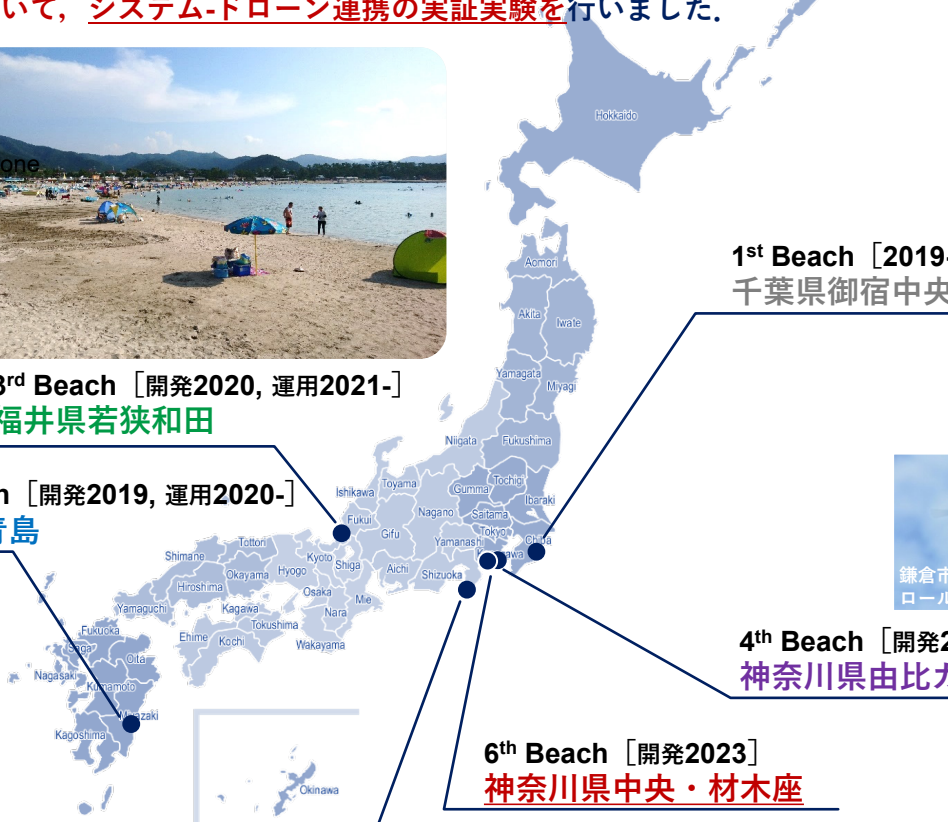 いて，システム-ドローン連携の実証実験を行いました．
one
Hokkaido
1st Beach［2019-
千葉県御宿中央
Aomori
Akita
Iwate
Yamagata
Miyagi
3rd Beach［開発2020, 運用2021-］
福井県若狭和田
Niigata
Fukushima
h［開発2019, 運用2020-］
青島
Ishikawa
Toyama
Gunma
Tochigi
Ibaraki
Nagano
Saitama
Fukui
Gifu
Tokyo
Yamanash
Chiba
awa
Shimane
Tottori
Kyoto
Shiga
Aichi
Shizuoka
Okayama
Hyogo
Hiroshima
Osaka
Mie
Yamaguchi
Kagawa
Nara
Tokushima
Ehime
Kochi
Wakayama
鎌倉市
ロール
Fukuoka
Saga
Oita
Nagasaki
Kumamoto
Miyazaki
Kagoshima
4th Beach［開発2
神奈川県由比ガ
6th Beach［開発2023］
神奈川県中央・材木座
Okinawa